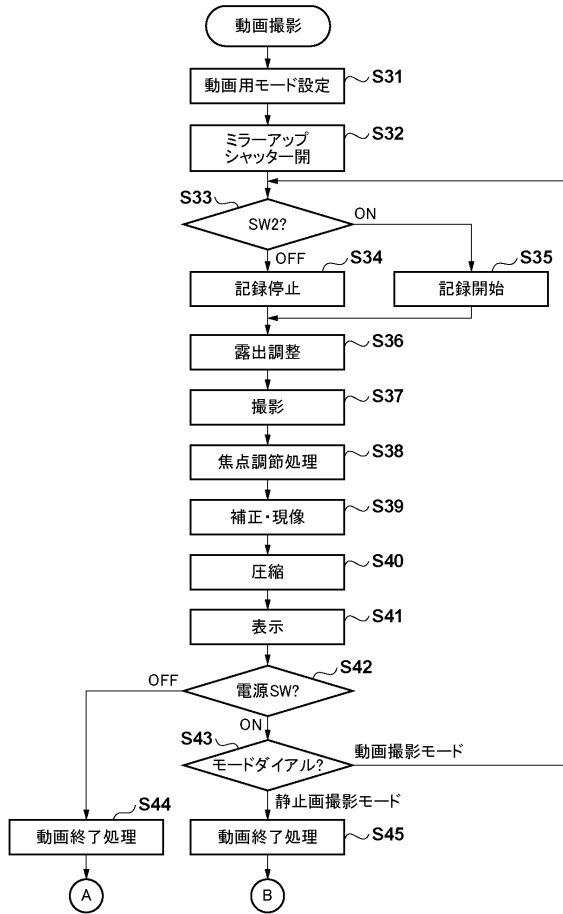 動画撮影
動画用モード設定
S31
ミラーアップ
シャッター開
S32
S33
SW2?
ON
OFF
S34
記録停止
S35
記録開始
露出調整
S36
撮影
S37
焦点調節処理
S38
補正・現像
S39
圧縮
S40
表示
S41
S42
電源SW?
OFF
ON
S43
モードダイアル?
動画撮影モード
静止画撮影モード
S44
動画終了処理
S45
動画終了処理
A
B